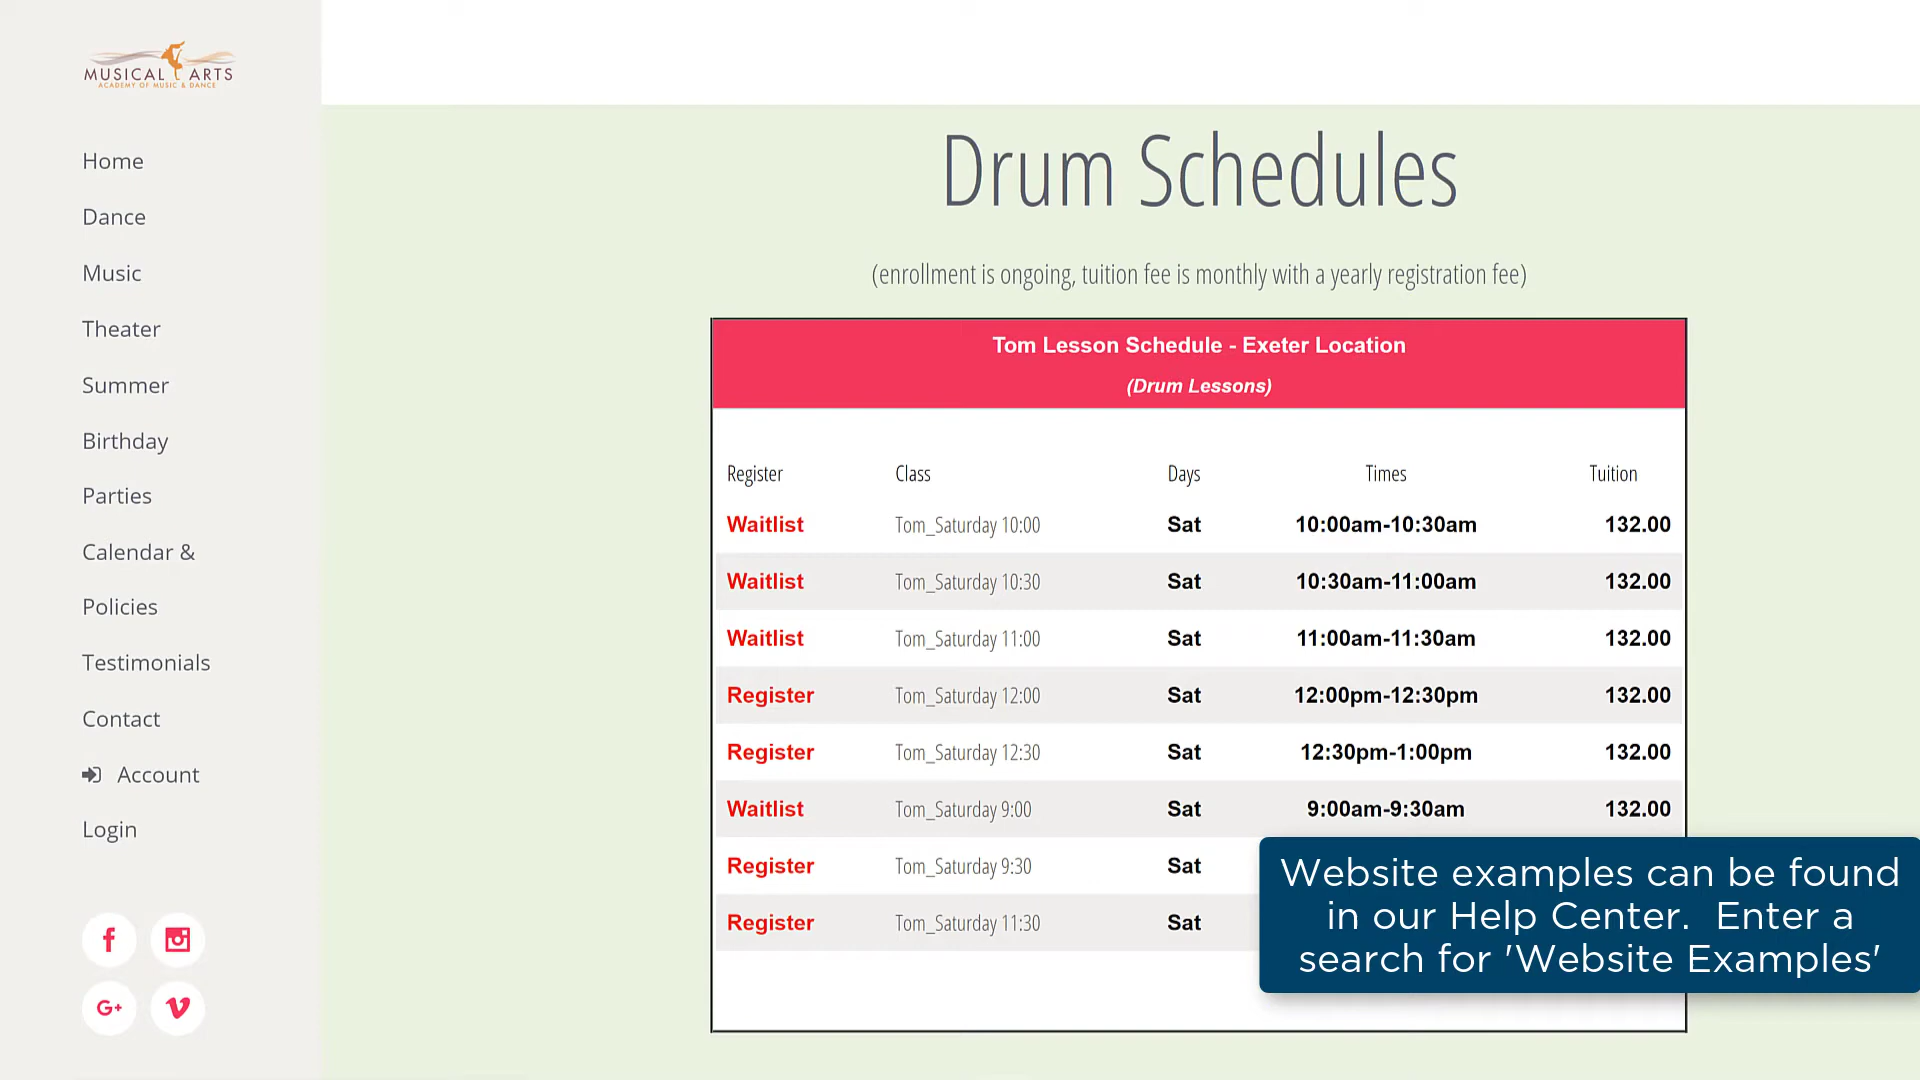 MUSICAL ARTS
ACADEMY OF MUSIC & DANCE
Home
Dance
Music
Theater
Summer
Birthday
Parties
Calendar &
Policies
Testimonials
Contact
Account
Login
f
G+
v
Drum Schedules
(enrollment is ongoing, tuition fee is monthly with a yearly registration fee)
Tom Lesson Schedule - Exeter Location
(Drum Lessons)
Register Class Days Times Tuition
Waitlist Tom_Saturday 10:00 Sat 10:00am-10:30am 132.00
Waitlist Tom_Saturday 10:30 Sat 10:30am-11:00am 132.00
Waitlist Tom_Saturday 11:00 Sat 11:00am-11:30am 132.00
Register Tom_Saturday 12:00 Sat 12:00pm-12:30pm 132.00
Register Tom_Saturday 12:30 Sat 12:30pm-1:00pm 132.00
Waitlist Tom_Saturday 9:00 Sat 9:00am-9:30am 132.00
Register Tom_Saturday 9:30 Sat
Register Tom_Saturday 11:30 Sat
Website examples can be found
in our Help Center. Enter a
search for 'Website Examples'